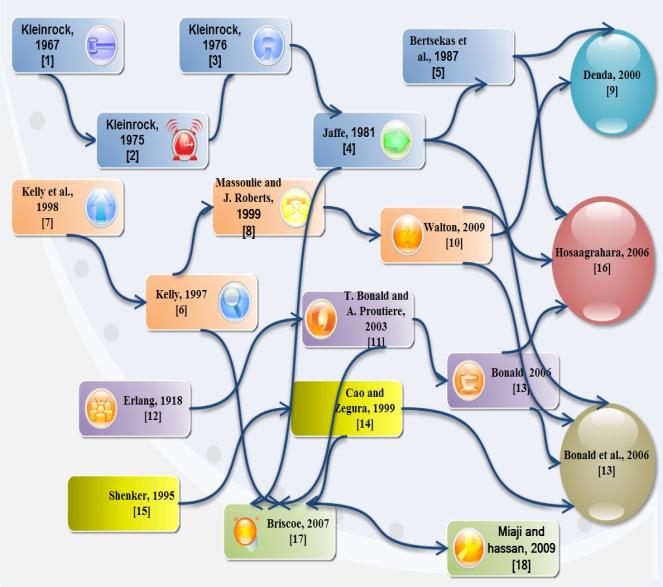 Kleinrock,
1967
[1]
Kleinrock,
1976
[3]
Bertsekas et
al., 1987
[5]
Denda, 2000
[9]
Kleinrock,
1975
[2]
Jaffe, 1981
[4]
Kelly et al.,
1998
[7]
Massoulie and
J. Roberts,
1999
[8]
Walton, 2009
[10]
Hosaagrahara, 2006
[16]
Kelly, 1997
[6]
T. Bonald and
A. Proutiere,
2003
[11]
Bonald, 2006
[13]
Erlang, 1918
[12]
Cao and
Zegura, 1999
[14]
Bonald et al., 2006
[13]
Shenker, 1995
[15]
Briscoe, 2007
[17]
Miaji and
hassan, 2009
[18]